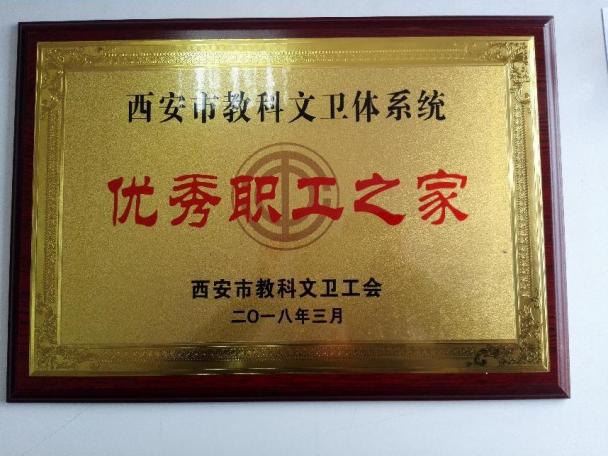 西安市教科文卫体系统
优秀职工之家
西安市教科文卫工会
二〇一八年三月